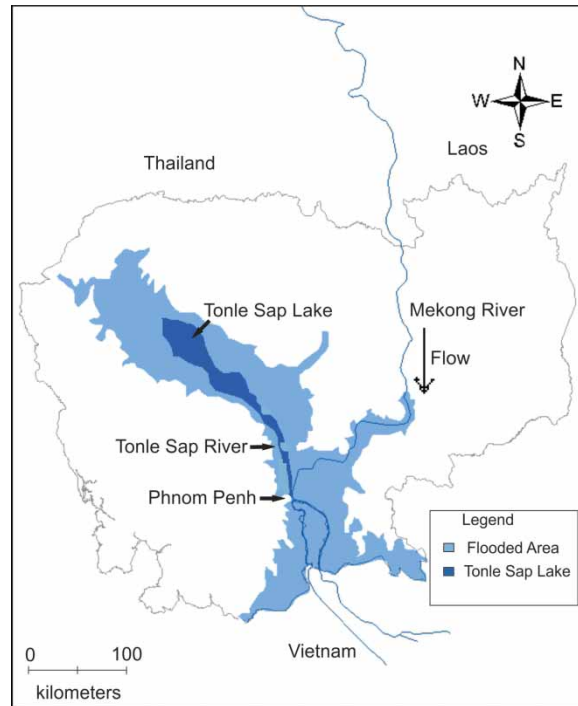 N
W E
S
Thailand
Laos
Tonle Sap Lake
Mekong River
Flow
Tonle Sap River
Phnom Penh
Legend
Flooded Area
Tonle Sap Lake
Vietnam
0 100
kilometers